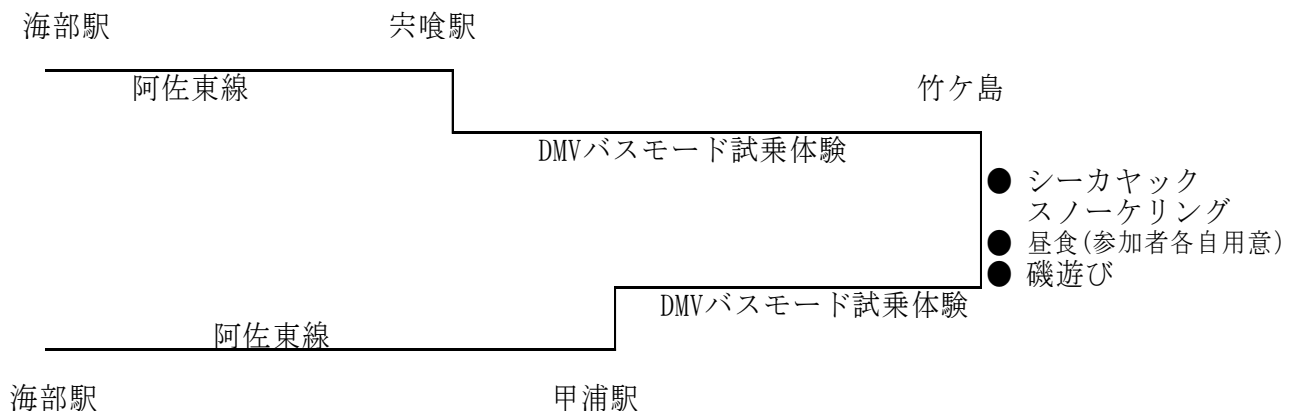 海部駅
宍喰駅
阿佐東線
竹ケ島
DMVバスモード試乗体験
● シーカヤック
スノーケリング
● 昼食(参加者各自用意)
● 磯遊び
DMVバスモード試乗体験
阿佐東線
海部駅
甲浦駅